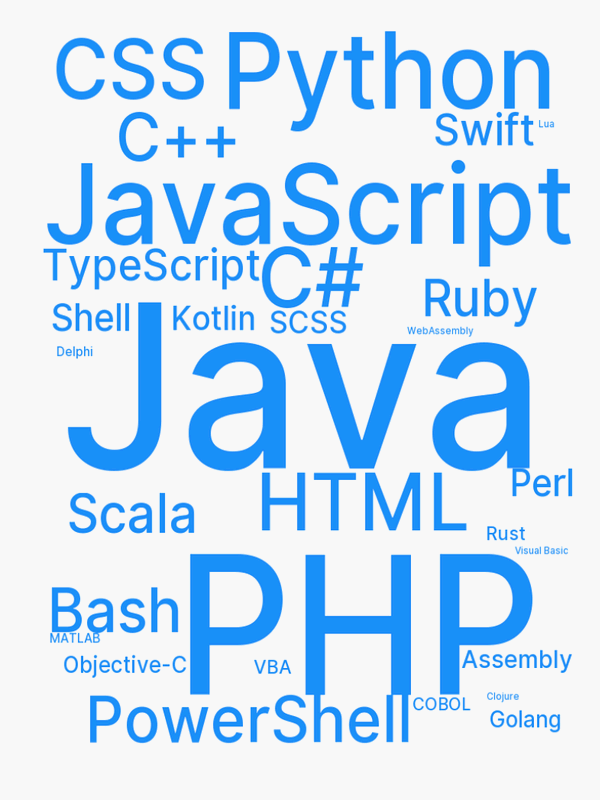 CSS Python
C++ Swift Lua
JavaScript
TypeScript C#
Ruby
Shell Kotlin SCSS
WebAssembly
Delphi
Java
Perl
Scala HTML
Rust
Visual Basic
Bash PHP
MATLAB
Objective-C VBA Assembly
PowerShell COBOL Clojure
Golang